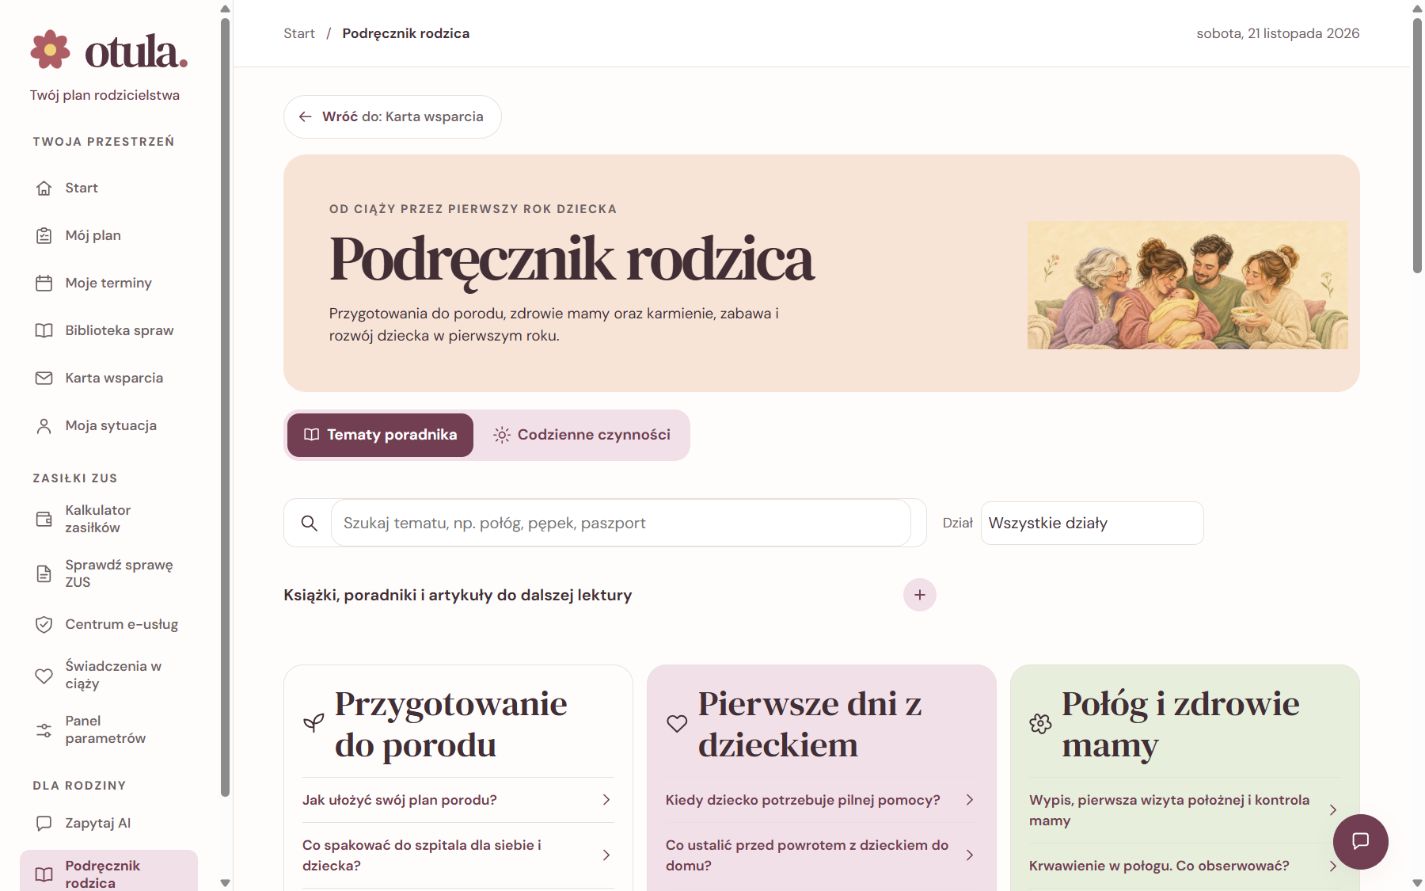 otula.
Twój plan rodzicielstwa
TWOJA PRZESTRZEŃ
Start
Mój plan
Moje terminy
Biblioteka spraw
Karta wsparcia
Moja sytuacja
ZASIŁKI ZUS
Kalkulator
zasiłków
Sprawdź sprawę
ZUS
Centrum e-usług
Świadczenia w
ciąży
Panel
parametrów
DLA RODZINY
Zapytaj AI
Podręcznik
rodzica
Start / Podręcznik rodzica
sobota, 21 listopada 2026
← Wróć do: Karta wsparcia
OD CIĄŻY PRZEZ PIERWSZY ROK DZIECKA
Podręcznik rodzica
Przygotowania do porodu, zdrowie mamy oraz karmienie, zabawa i
rozwój dziecka w pierwszym roku.
Tematy poradnika
Codzienne czynności
Szukaj tematu, np. połóg, pępek, paszport
Dział
Wszystkie działy
Książki, poradniki i artykuły do dalszej lektury
+
Przygotowanie
do porodu
Jak ułożyć swój plan porodu?
Co spakować do szpitala dla siebie i
dziecka?
Pierwsze dni z
dzieckiem
Kiedy dziecko potrzebuje pilnej pomocy?
Co ustalić przed powrotem z dzieckiem do
domu?
Połóg i zdrowie
mamy
Wypis, pierwsza wizyta położnej i kontrola
mamy
Krwawienie w połogu. Co obserwować?